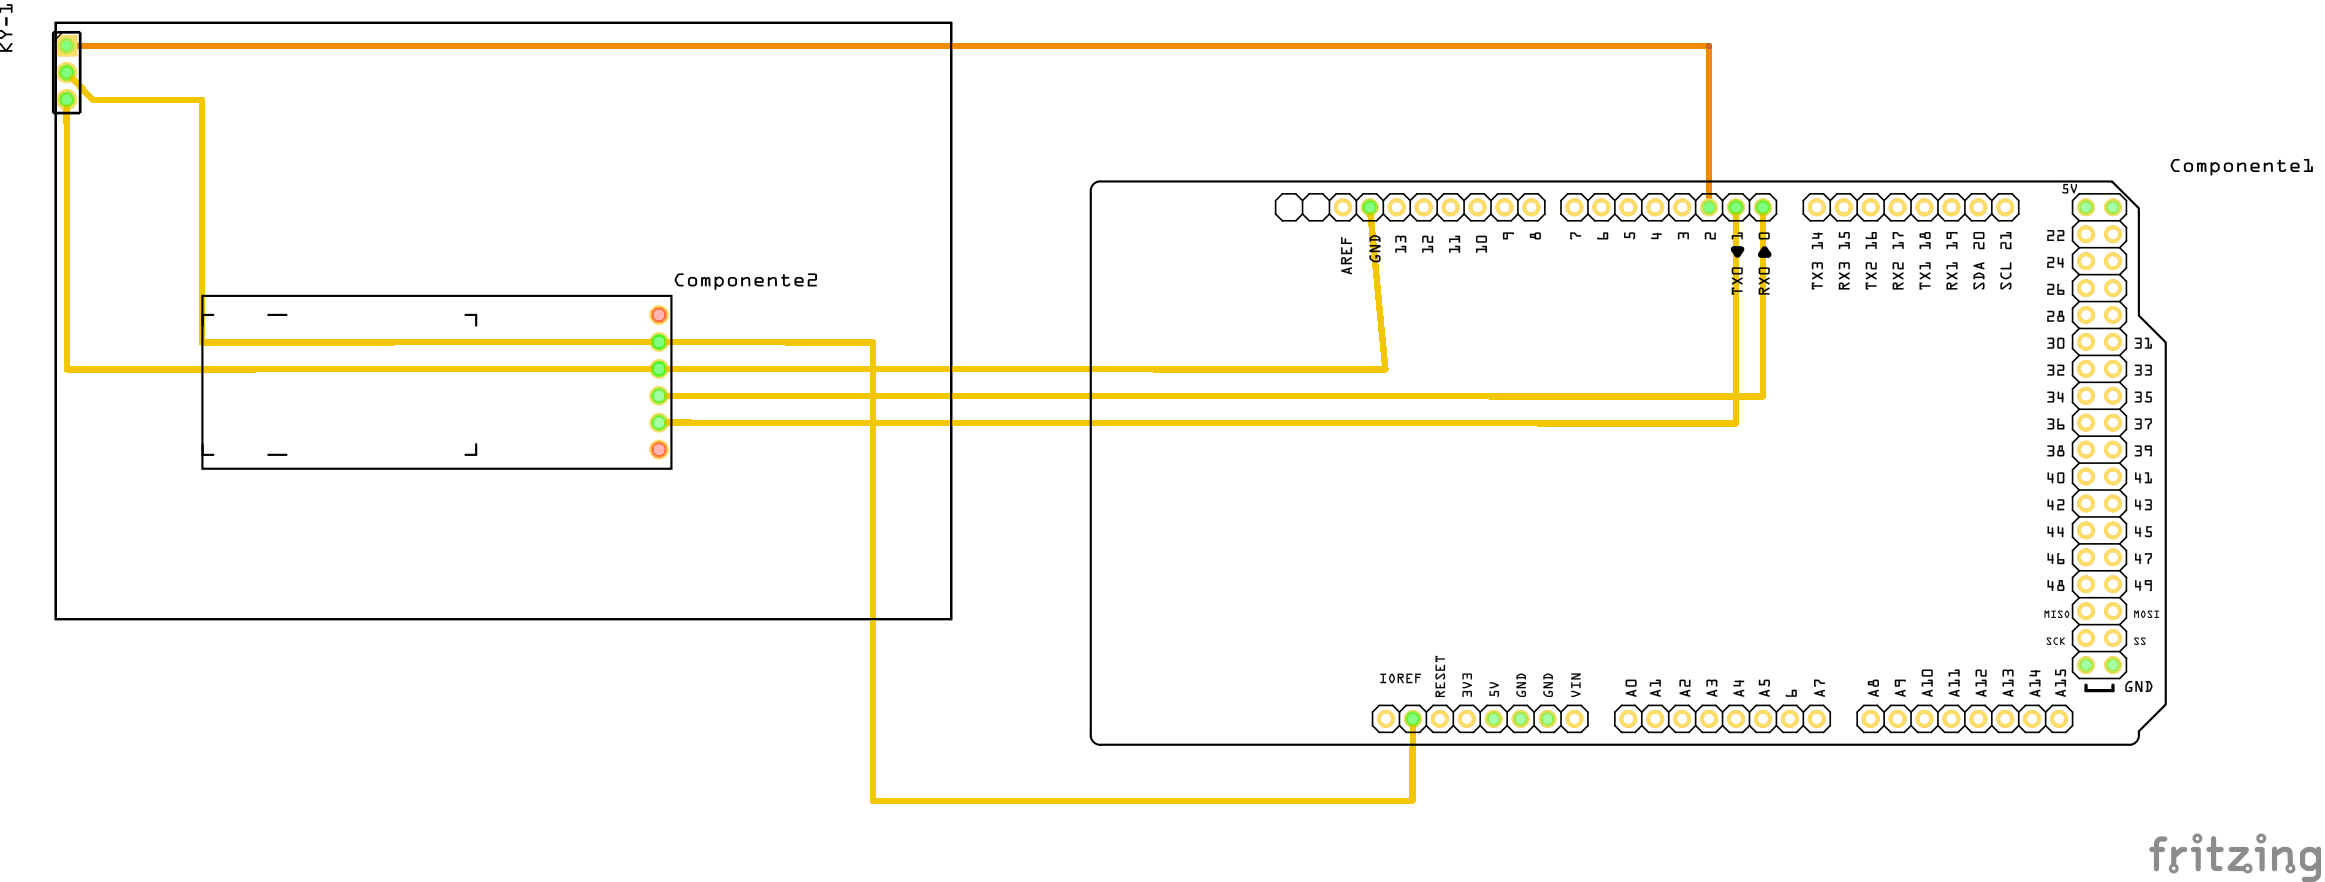 KY-1
Componente1
5V
AREF
GND
13
12
11
10
9
8
7
6
5
4
3
2
1
0
TX0
RX0
TX3 14
RX3 15
TX2 16
RX2 17
TX1 18
RX1 19
SDA 20
SCL 21
22
24
26
28
30 31
32 33
34 35
36 37
38 39
40 41
42 43
44 45
46 47
48 49
MISO MOSI
SCK SS
GND
Componente2
IOREF
RESET
3V3
5V
GND
GND
VIN
A0
A1
A2
A3
A4
A5
6
A7
A8
A9
A10
A11
A12
A13
A14
A15
fritzing